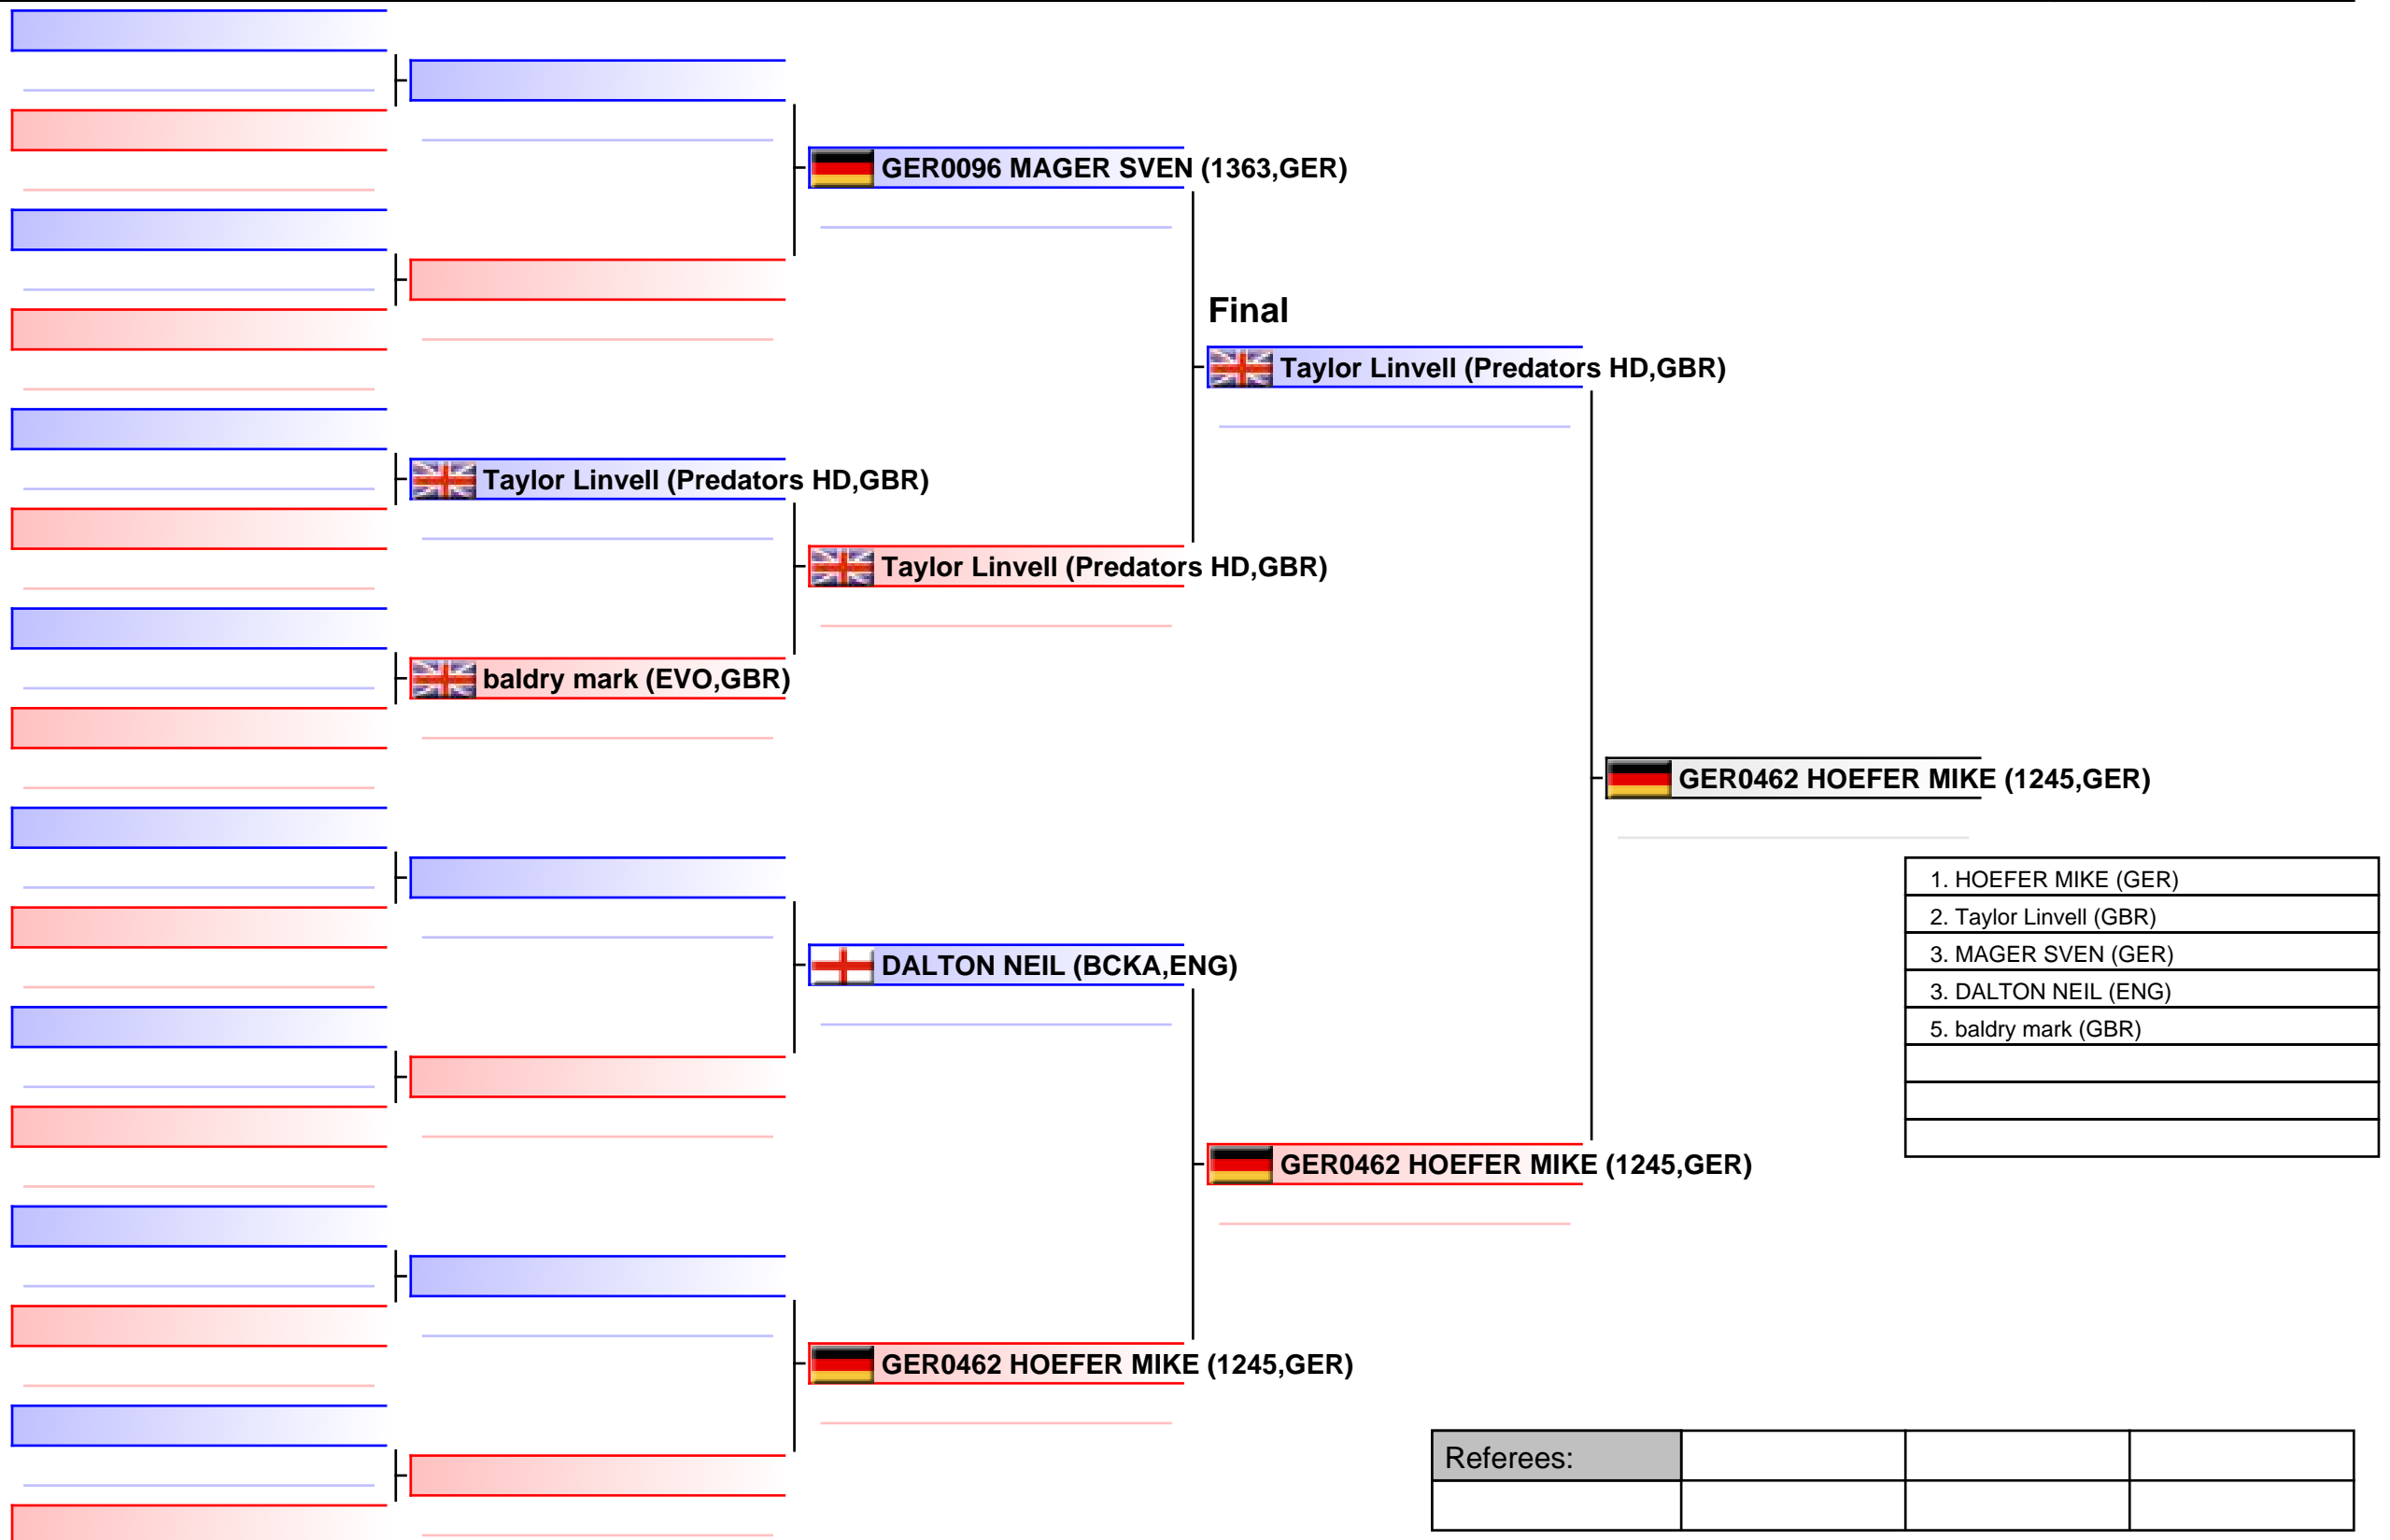 GER0096 MAGER SVEN (1363,GER)
Final
Taylor Linvell (Predators HD,GBR)
Taylor Linvell (Predators HD,GBR)
Taylor Linvell (Predators HD,GBR)
baldry mark (EVO,GBR)
GER0462 HOEFER MIKE (1245,GER)
1. HOEFER MIKE (GER)
2. Taylor Linvell (GBR)
3. MAGER SVEN (GER)
3. DALTON NEIL (ENG)
5. baldry mark (GBR)
DALTON NEIL (BCKA,ENG)
GER0462 HOEFER MIKE (1245,GER)
GER0462 HOEFER MIKE (1245,GER)
Referees: